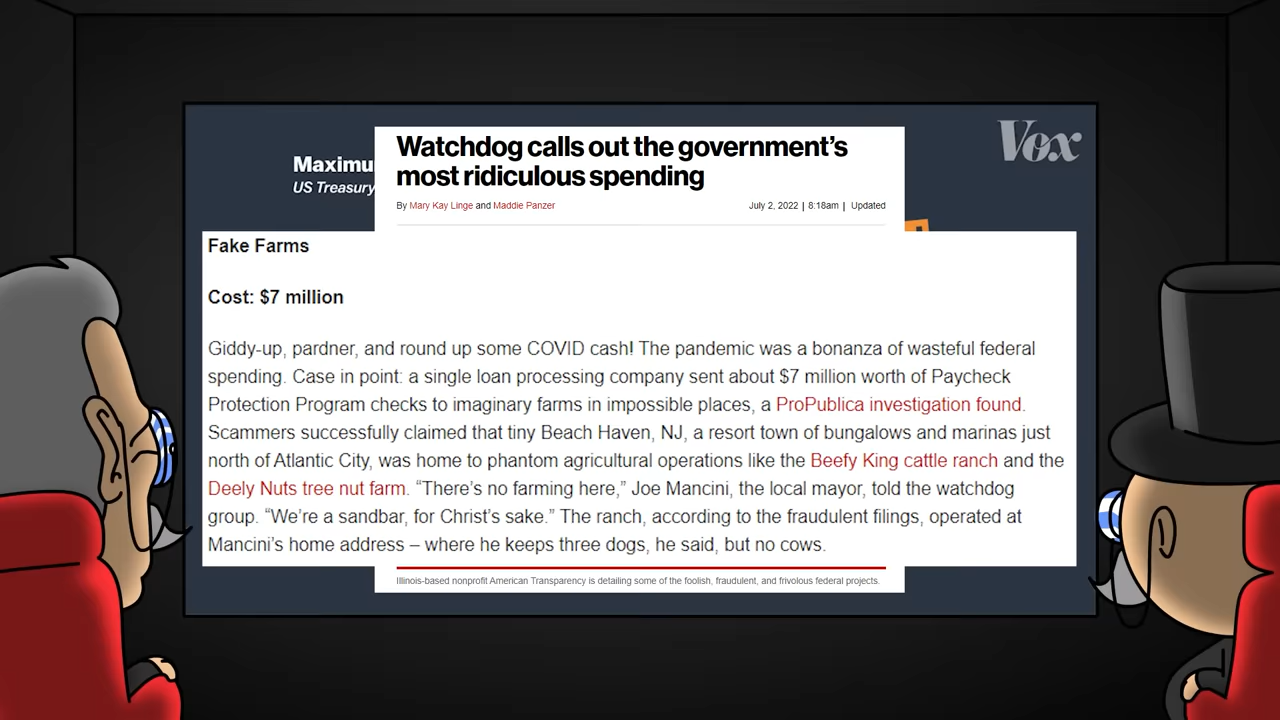 Vox
Maximu
US Treasury
Watchdog calls out the government's
most ridiculous spending
By Mary Kay Linge and Maddie Panzer
July 2, 2022 | 8:18am | Updated
Fake Farms
Cost: $7 million
Giddy-up, pardner, and round up some COVID cash! The pandemic was a bonanza of wasteful federal
spending. Case in point: a single loan processing company sent about $7 million worth of Paycheck
Protection Program checks to imaginary farms in impossible places, a ProPublica investigation found.
Scammers successfully claimed that tiny Beach Haven, NJ, a resort town of bungalows and marinas just
north of Atlantic City, was home to phantom agricultural operations like the Beefy King cattle ranch and the
Deely Nuts tree nut farm. “There’s no farming here,” Joe Mancini, the local mayor, told the watchdog
group. “We’re a sandbar, for Christ’s sake.” The ranch, according to the fraudulent filings, operated at
Mancini’s home address – where he keeps three dogs, he said, but no cows.
Illinois-based nonprofit American Transparency is detailing some of the foolish, fraudulent, and frivolous federal projects.